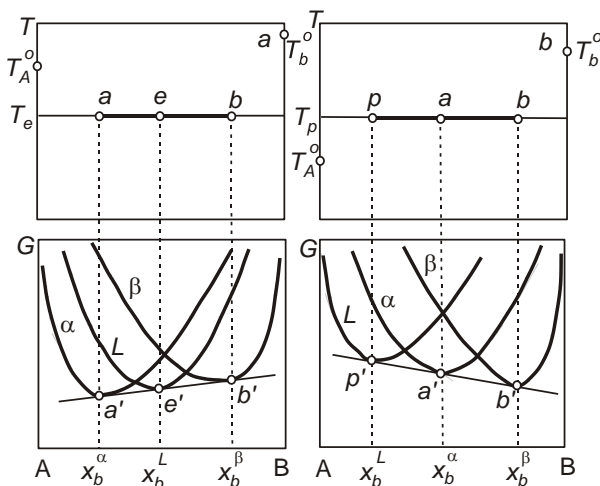 T
T_A^o
T_e
a
e
b
a
T_b^o
T
T_p
T_A^o
p
a
b
b
T_b^o
G
α
L
β
a'
e'
b'
A
x_b^α
x_b^L
x_b^β
B
G
L
α
β
p'
a'
b'
A
x_b^L
x_b^α
x_b^β
B